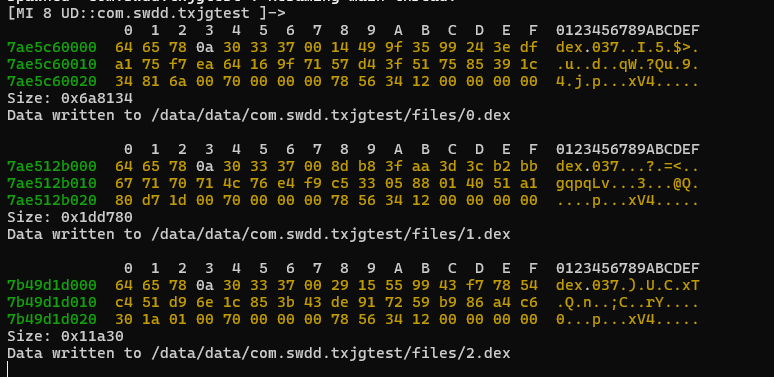 [MI 8 UD::com.swdd.txjgtest ]->
             0  1  2  3  4  5  6  7  8  9  A  B  C  D  E  F  0123456789ABCDEF
7ae5c60000  64 65 78 0a 30 33 37 00 14 49 9f 35 99 24 3e df  dex.037..I.5.$>.
7ae5c60010  a1 75 f7 ea 64 16 9f 71 57 d4 3f 51 75 85 39 1c  .u..d..qW.?Qu.9.
7ae5c60020  34 81 6a 00 70 00 00 00 78 56 34 12 00 00 00 00  4.j.p...xV4.....
Size: 0x6a8134
Data written to /data/data/com.swdd.txjgtest/files/0.dex
             0  1  2  3  4  5  6  7  8  9  A  B  C  D  E  F  0123456789ABCDEF
7ae512b000  64 65 78 0a 30 33 37 00 8d b8 3f aa 3d 3c b2 bb  dex.037...?.=<..
7ae512b010  67 71 70 71 4c 76 e4 f9 c5 33 05 88 01 40 51 a1  gqpqLv...3...@Q.
7ae512b020  80 d7 1d 00 70 00 00 00 78 56 34 12 00 00 00 00  ....p...xV4.....
Size: 0x1dd780
Data written to /data/data/com.swdd.txjgtest/files/1.dex
             0  1  2  3  4  5  6  7  8  9  A  B  C  D  E  F  0123456789ABCDEF
7b49d1d000  64 65 78 0a 30 33 37 00 29 15 55 99 43 f7 78 54  dex.037.).U.C.xT
7b49d1d010  c4 51 d9 6e 1c 85 3b 43 de 91 72 59 b9 86 a4 c6  .Q.n..;C..rY....
7b49d1d020  30 1a 01 00 70 00 00 00 78 56 34 12 00 00 00 00  0...p...xV4.....
Size: 0x11a30
Data written to /data/data/com.swdd.txjgtest/files/2.dex